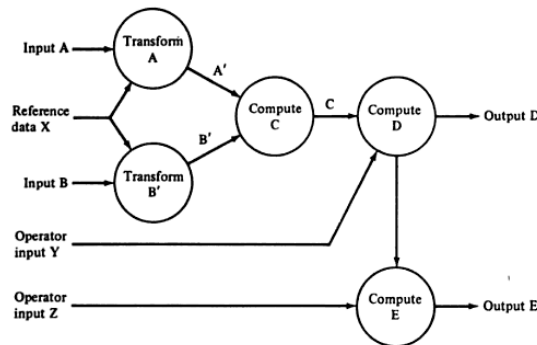 Input A
Transform
A
A'
Reference
data X
Compute
C
C
Compute
D
Output D
B'
Input B
Transform
B'
Operator
input Y
Operator
input Z
Compute
E
Output E